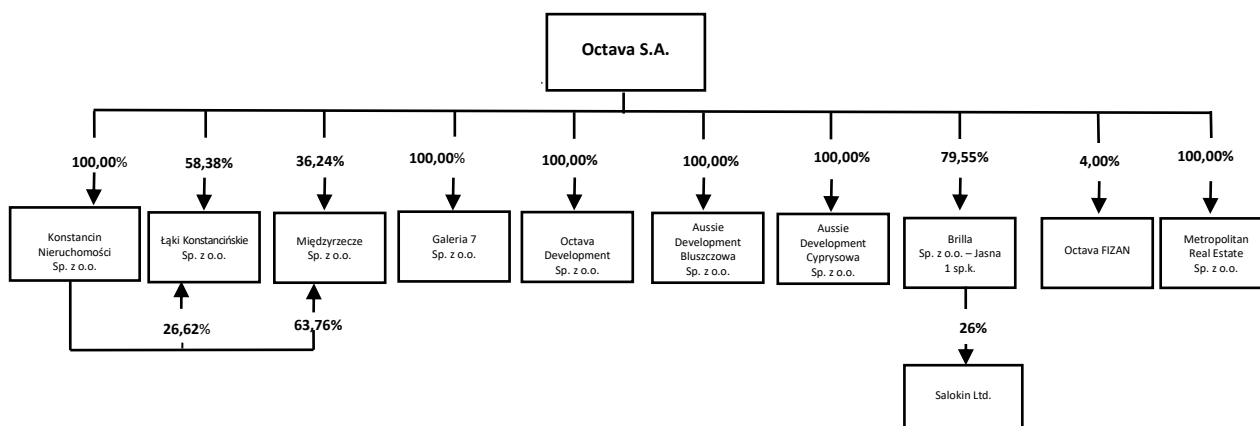 Octava S.A.
100,00%
58,38%
36,24%
100,00%
100,00%
100,00%
100,00%
79,55%
4,00%
100,00%
Konstancin
Nieruchomości
Sp. z o.o.
Łąki Konstancińskie
Sp. z o.o.
Międzyrzecze
Sp. z o.o.
Galeria 7
Sp. z o.o.
Octava
Development
Sp. z o.o.
Aussie
Development
Bluszczowa
Sp. z o.o.
Aussie
Development
Cyprysowa
Sp. z o.o.
Brilla
Sp. z o.o. – Jasna
1 sp.k.
Octava FIZAN
Metropolitan
Real Estate
Sp. z o.o.
26,62%
63,76%
26%
Salokin Ltd.